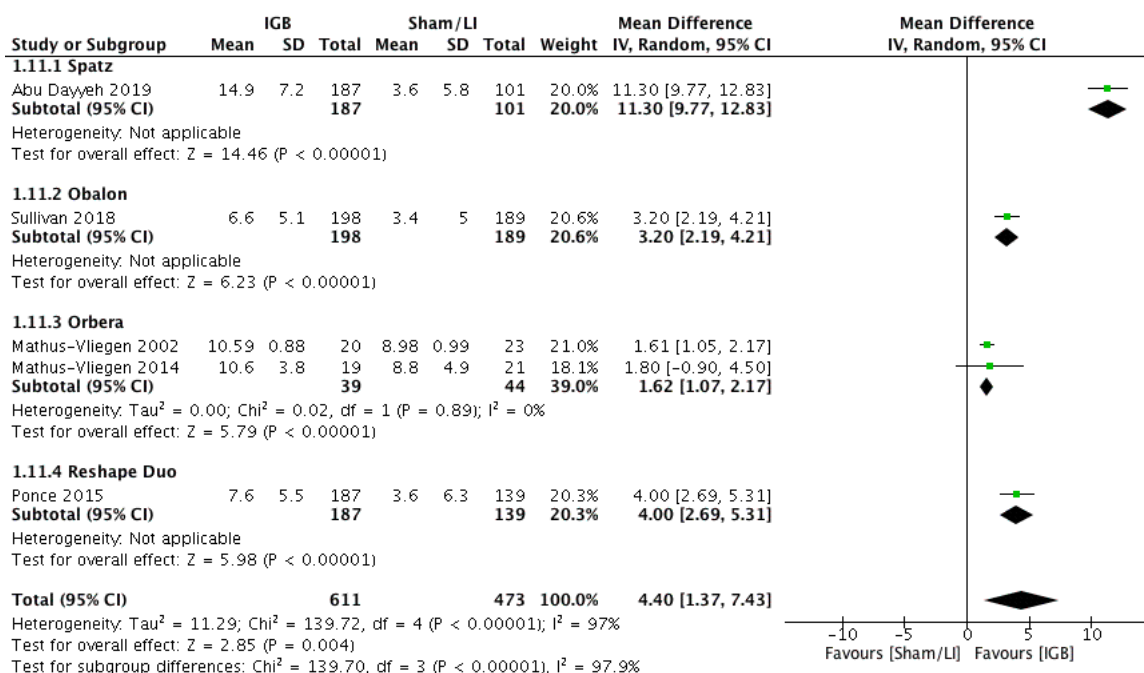 IGB Sham/LI Mean Difference Mean Difference
Study or Subgroup Mean SD Total Mean SD Total Weight IV, Random, 95% CI IV, Random, 95% CI
1.11.1 Spatz
Abu Dayyeh 2019 14.9 7.2 187 3.6 5.8 101 20.0% 11.30 [9.77, 12.83]
Subtotal (95% CI) 187 101 20.0% 11.30 [9.77, 12.83]
Heterogeneity: Not applicable
Test for overall effect: Z = 14.46 (P < 0.00001)
1.11.2 Obalon
Sullivan 2018 6.6 5.1 198 3.4 5 189 20.6% 3.20 [2.19, 4.21]
Subtotal (95% CI) 198 189 20.6% 3.20 [2.19, 4.21]
Heterogeneity: Not applicable
Test for overall effect: Z = 6.23 (P < 0.00001)
1.11.3 Orbera
Mathus-Vliegen 2002 10.59 0.88 20 8.98 0.99 23 21.0% 1.61 [1.05, 2.17]
Mathus-Vliegen 2014 10.6 3.8 19 8.8 4.9 21 18.1% 1.80 [-0.90, 4.50]
Subtotal (95% CI) 39 44 39.0% 1.62 [1.07, 2.17]
Heterogeneity: Tau² = 0.00; Chi² = 0.02, df = 1 (P = 0.89); I² = 0%
Test for overall effect: Z = 5.79 (P < 0.00001)
1.11.4 Reshape Duo
Ponce 2015 7.6 5.5 187 3.6 6.3 139 20.3% 4.00 [2.69, 5.31]
Subtotal (95% CI) 187 139 20.3% 4.00 [2.69, 5.31]
Heterogeneity: Not applicable
Test for overall effect: Z = 5.98 (P < 0.00001)
Total (95% CI) 611 473 100.0% 4.40 [1.37, 7.43]
Heterogeneity: Tau² = 11.29; Chi² = 139.72, df = 4 (P < 0.00001); I² = 97%
Test for overall effect: Z = 2.85 (P = 0.004)
Test for subgroup differences: Chi² = 139.70, df = 3 (P < 0.00001), I² = 97.9%
-10 -5 0 5 10
Favours [Sham/LI] Favours [IGB]